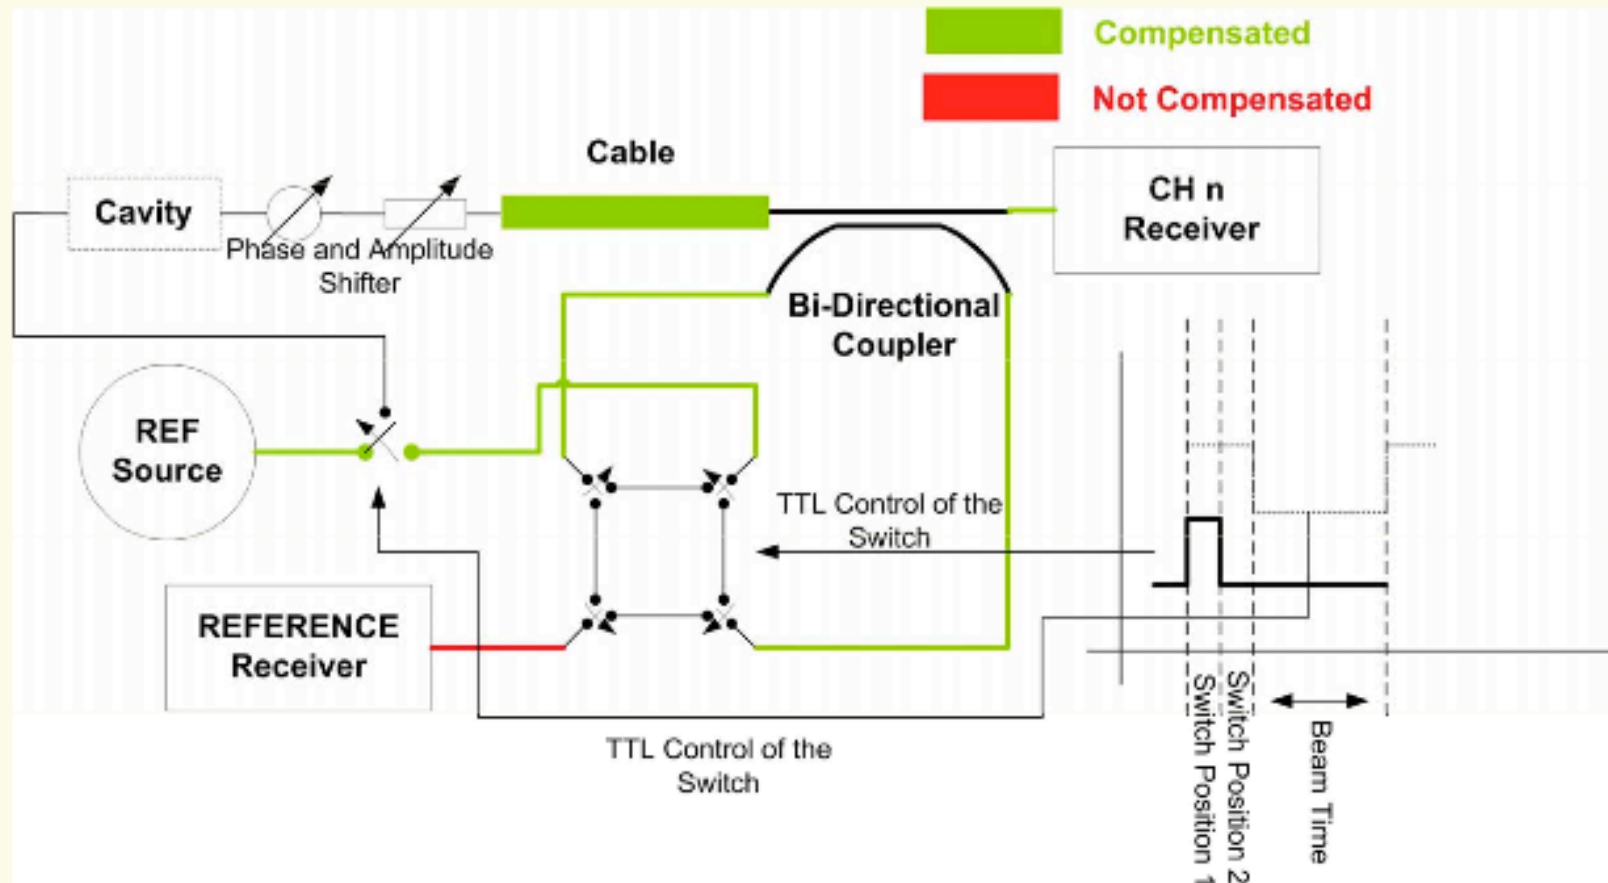 Compensated
Not Compensated
Cable
Cavity
CH n
Receiver
Phase and Amplitude
Shifter
Bi-Directional
Coupler
REF
Source
TTL Control of the
Switch
REFERENCE
Receiver
TTL Control of the
Switch
Switch Position 1
Switch Position 2
Beam Time